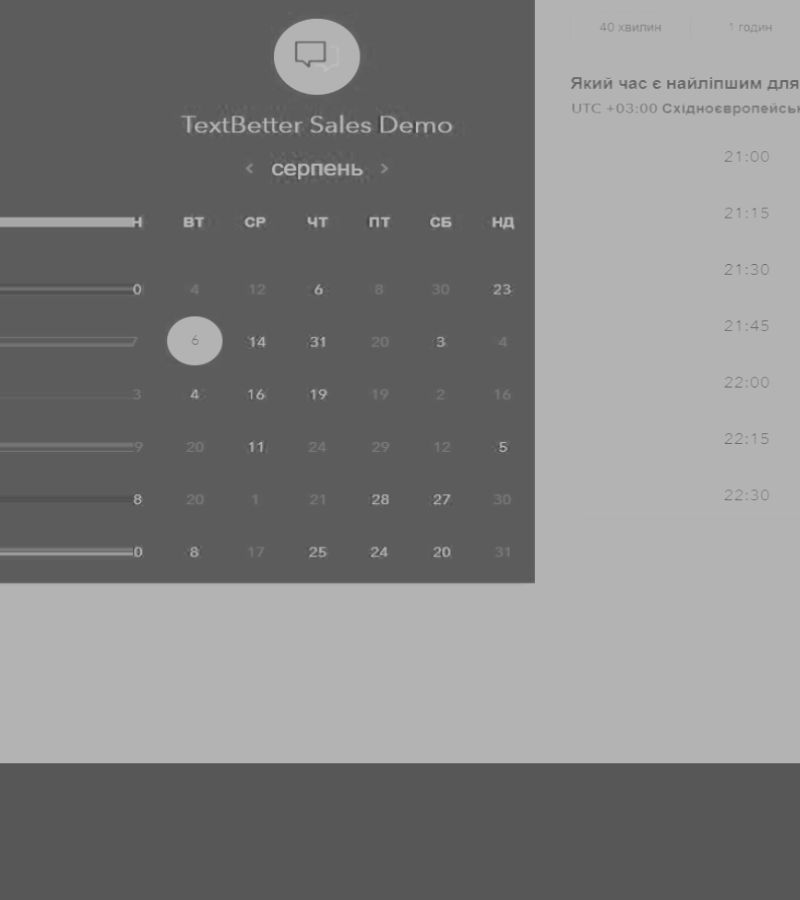 TextBetter Sales Demo
‹ серпень ›
Н ВТ СР ЧТ ПТ СБ НД
0 4 12 6 8 30 23
7 6 14 31 20 3 4
3 4 16 19 19 2 16
9 20 11 24 29 12 5
8 20 1 21 28 27 30
0 8 17 25 24 20 31
40 хвилин 1 годин
Який час є найліпшим для
UTC +03:00 Східноєвропейськ
21:00
21:15
21:30
21:45
22:00
22:15
22:30